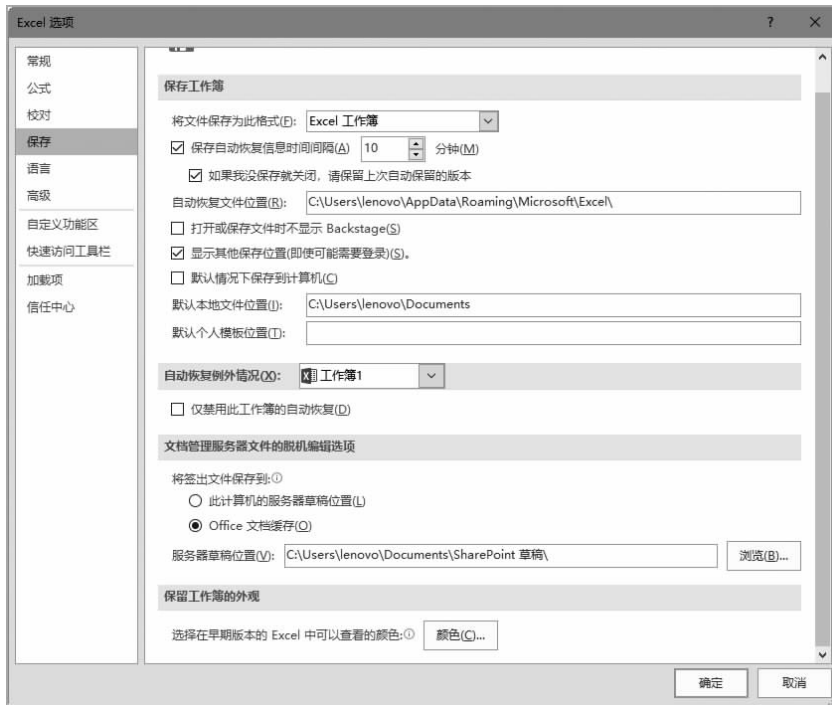 Excel 选项
常规
公式
校对
保存
语言
高级
自定义功能区
快速访问工具栏
加载项
信任中心
保存工作簿
将文件保存为此格式(F): Excel 工作簿
保存自动恢复信息时间间隔(A) 10 分钟(M)
如果我没保存就关闭，请保留上次自动保留的版本
自动恢复文件位置(R): C:\Users\lenovo\AppData\Roaming\Microsoft\Excel\
打开或保存文件时不显示 Backstage(S)
显示其他保存位置(即使可能需要登录)(S)。
默认情况下保存到计算机(C)
默认本地文件位置(I): C:\Users\lenovo\Documents
默认个人模板位置(T):
自动恢复例外情况(X): 工作簿1
仅禁用此工作簿的自动恢复(D)
文档管理服务器文件的脱机编辑选项
将签出文件保存到:
此计算机的服务器草稿位置(L)
Office 文档缓存(O)
服务器草稿位置(V): C:\Users\lenovo\Documents\SharePoint 草稿\ 浏览(B)...
保留工作簿的外观
选择在早期版本的 Excel 中可以查看的颜色: 颜色(C)...
确定 取消